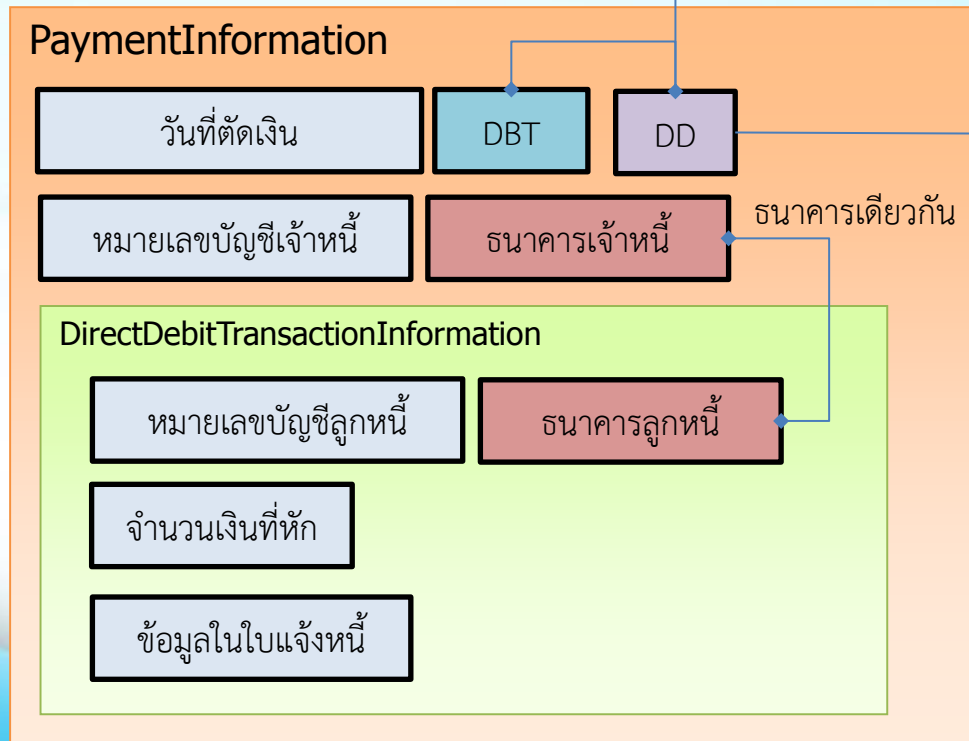 PaymentInformation
วันที่ตัดเงิน
DBT
DD
หมายเลขบัญชีเจ้าหนี้
ธนาคารเจ้าหนี้
ธนาคารเดียวกัน
DirectDebitTransactionInformation
หมายเลขบัญชีลูกหนี้
ธนาคารลูกหนี้
จำนวนเงินที่หัก
ข้อมูลในใบแจ้งหนี้